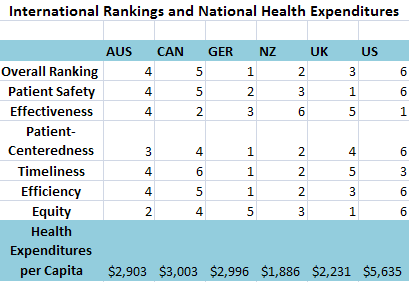 International Rankings and National Health Expenditures
AUS CAN GER NZ UK US
Overall Ranking 4 5 1 2 3 6
Patient Safety 4 5 2 3 1 6
Effectiveness 4 2 3 6 5 1
Patient-
Centeredness 3 4 1 2 4 6
Timeliness 4 6 1 2 5 3
Efficiency 4 5 1 2 3 6
Equity 2 4 5 3 1 6
Health
Expenditures
per Capita $2,903 $3,003 $2,996 $1,886 $2,231 $5,635